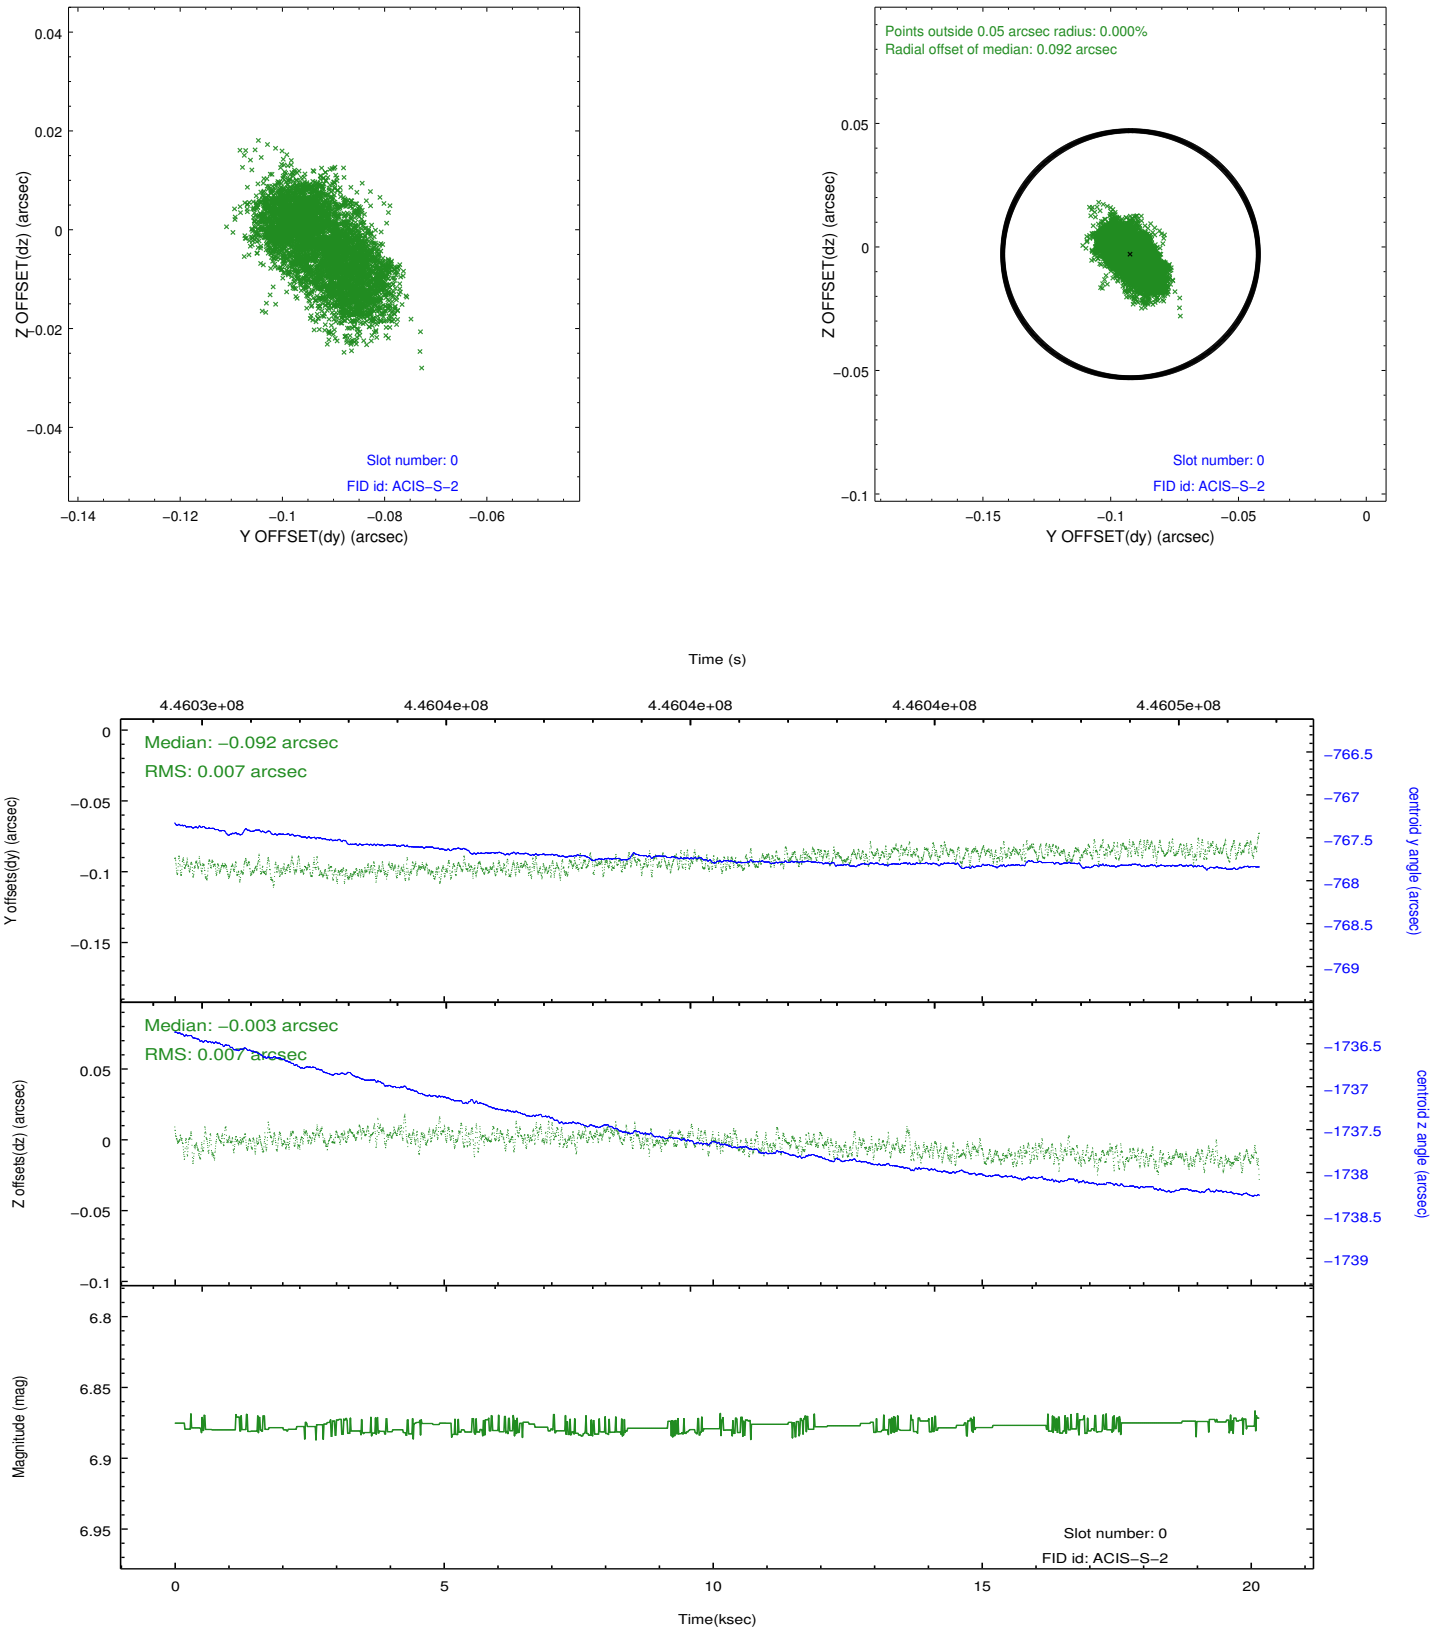 0.04
0.02
0
−0.02
−0.04
Z OFFSET(dz) (arcsec)
Slot number: 0
FID id: ACIS−S−2
−0.14
−0.12
−0.1
−0.08
−0.06
Y OFFSET(dy) (arcsec)
Points outside 0.05 arcsec radius: 0.000%
Radial offset of median: 0.092 arcsec
0.05
0
−0.05
−0.1
Z OFFSET(dz) (arcsec)
Slot number: 0
FID id: ACIS−S−2
−0.15
−0.1
−0.05
0
Y OFFSET(dy) (arcsec)
Time (s)
4.4603e+08
4.4604e+08
4.4604e+08
4.4604e+08
4.4605e+08
Median: −0.092 arcsec
RMS: 0.007 arcsec
0
−0.05
−0.1
−0.15
Y offsets(dy) (arcsec)
−766.5
−767
−767.5
−768
−768.5
−769
centroid y angle (arcsec)
Median: −0.003 arcsec
RMS: 0.007 arcsec
0.05
0
−0.05
−0.1
Z offsets(dz) (arcsec)
−1736.5
−1737
−1737.5
−1738
−1738.5
−1739
centroid z angle (arcsec)
6.8
6.85
6.9
6.95
Magnitude (mag)
Slot number: 0
FID id: ACIS−S−2
0
5
10
15
20
Time(ksec)